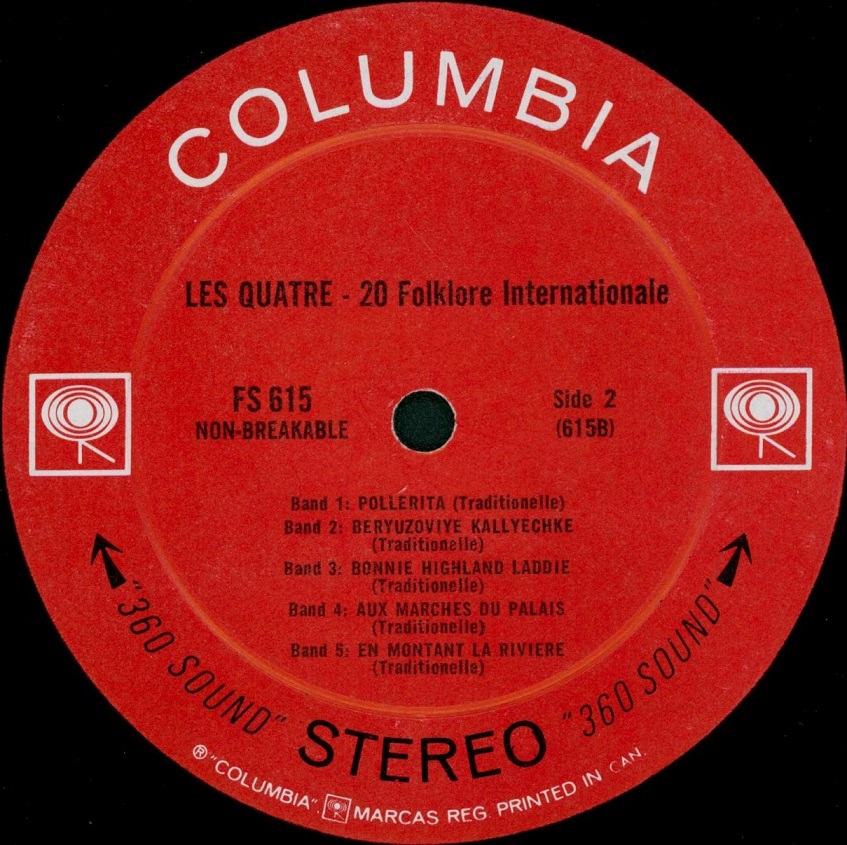 COLUMBIA
LES QUATRE - 20 Folklore Internationale
FS 615
NON-BREAKABLE
Side 2
(615B)
Band 1: POLLERITA (Traditionelle)
Band 2: BERYUZOVIYE KALLYECHKE
(Traditionelle)
Band 3: BONNIE HIGHLAND LADDIE
(Traditionelle)
Band 4: AUX MARCHES DU PALAIS
(Traditionelle)
Band 5: EN MONTANT LA RIVIERE
(Traditionelle)
"360 SOUND" STEREO "360 SOUND"
® "COLUMBIA". MARCAS REG. PRINTED IN CAN.